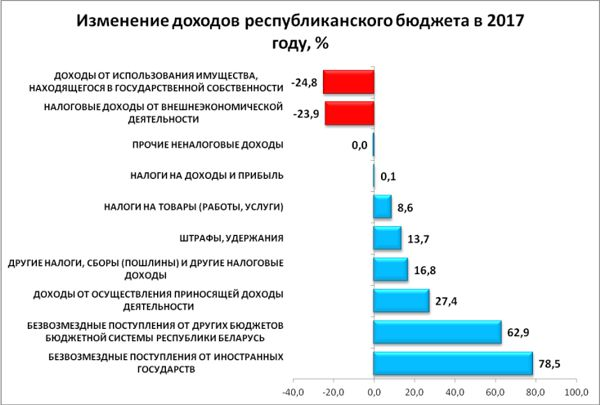 Изменение доходов республиканского бюджета в 2017
году, %
ДОХОДЫ ОТ ИСПОЛЬЗОВАНИЯ ИМУЩЕСТВА,
НАХОДЯЩЕГОСЯ В ГОСУДАРСТВЕННОЙ СОБСТВЕННОСТИ
-24,8
НАЛОГОВЫЕ ДОХОДЫ ОТ ВНЕШНЕЭКОНОМИЧЕСКОЙ
ДЕЯТЕЛЬНОСТИ
-23,9
ПРОЧИЕ НЕНАЛОГОВЫЕ ДОХОДЫ
0,0
НАЛОГИ НА ДОХОДЫ И ПРИБЫЛЬ
0,1
НАЛОГИ НА ТОВАРЫ (РАБОТЫ, УСЛУГИ)
8,6
ШТРАФЫ, УДЕРЖАНИЯ
13,7
ДРУГИЕ НАЛОГИ, СБОРЫ (ПОШЛИНЫ) И ДРУГИЕ НАЛОГОВЫЕ
ДОХОДЫ
16,8
ДОХОДЫ ОТ ОСУЩЕСТВЛЕНИЯ ПРИНОСЯЩЕЙ ДОХОДЫ
ДЕЯТЕЛЬНОСТИ
27,4
БЕЗВОЗМЕЗДНЫЕ ПОСТУПЛЕНИЯ ОТ ДРУГИХ БЮДЖЕТОВ
БЮДЖЕТНОЙ СИСТЕМЫ РЕСПУБЛИКИ БЕЛАРУСЬ
62,9
БЕЗВОЗМЕЗДНЫЕ ПОСТУПЛЕНИЯ ОТ ИНОСТРАННЫХ
ГОСУДАРСТВ
78,5
-40,0 -20,0 0,0 20,0 40,0 60,0 80,0 100,0